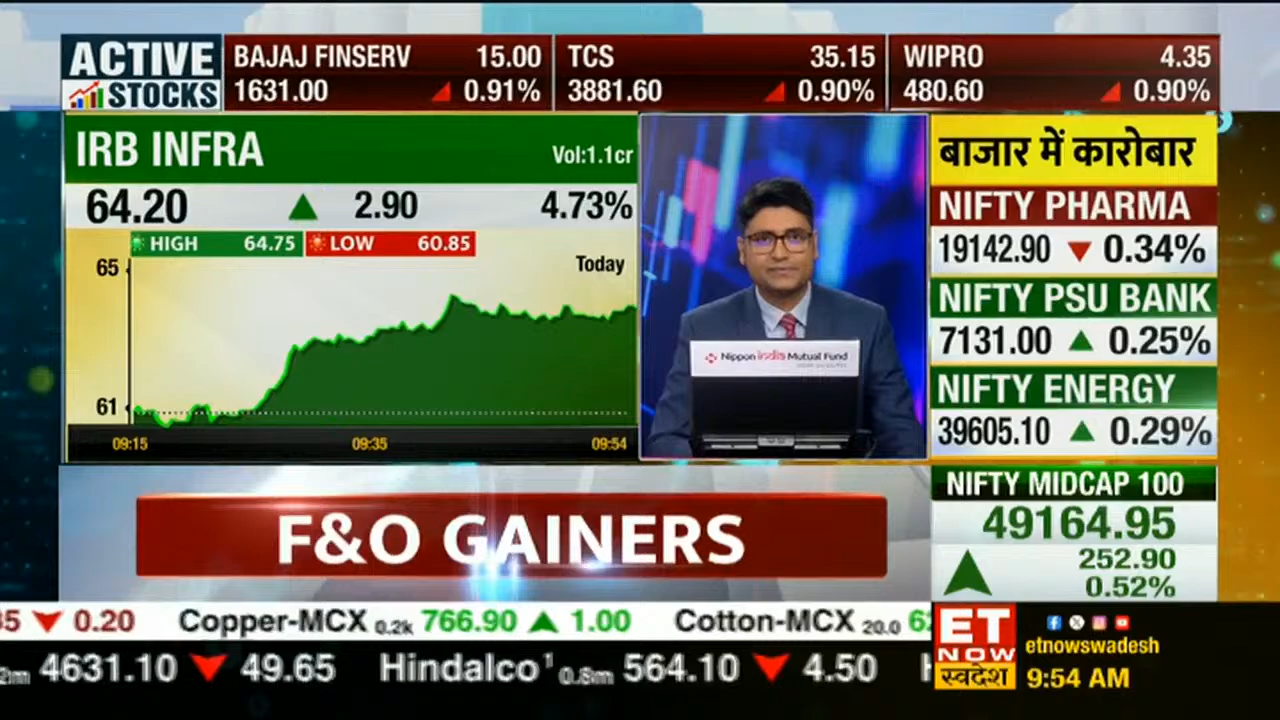 ACTIVE
STOCKS
BAJAJ FINSERV 15.00
1631.00 0.91%
TCS 35.15
3881.60 0.90%
WIPRO 4.35
480.60 0.90%
IRB INFRA Vol:1.1cr
64.20 2.90 4.73%
HIGH 64.75 LOW 60.85
Today
65
61
09:15 09:35 09:54
Nippon india Mutual Fund
बाजार में कारोबार
NIFTY PHARMA
19142.90 0.34%
NIFTY PSU BANK
7131.00 0.25%
NIFTY ENERGY
39605.10 0.29%
NIFTY MIDCAP 100
49164.95
252.90
0.52%
F&O GAINERS
0.20 Copper-MCX 0.2k 766.90 1.00 Cotton-MCX 20.0
4631.10 49.65 Hindalco¹ 0.8m 564.10 4.50
ET
NOW
स्वदेश
etnowswadesh
9:54 AM